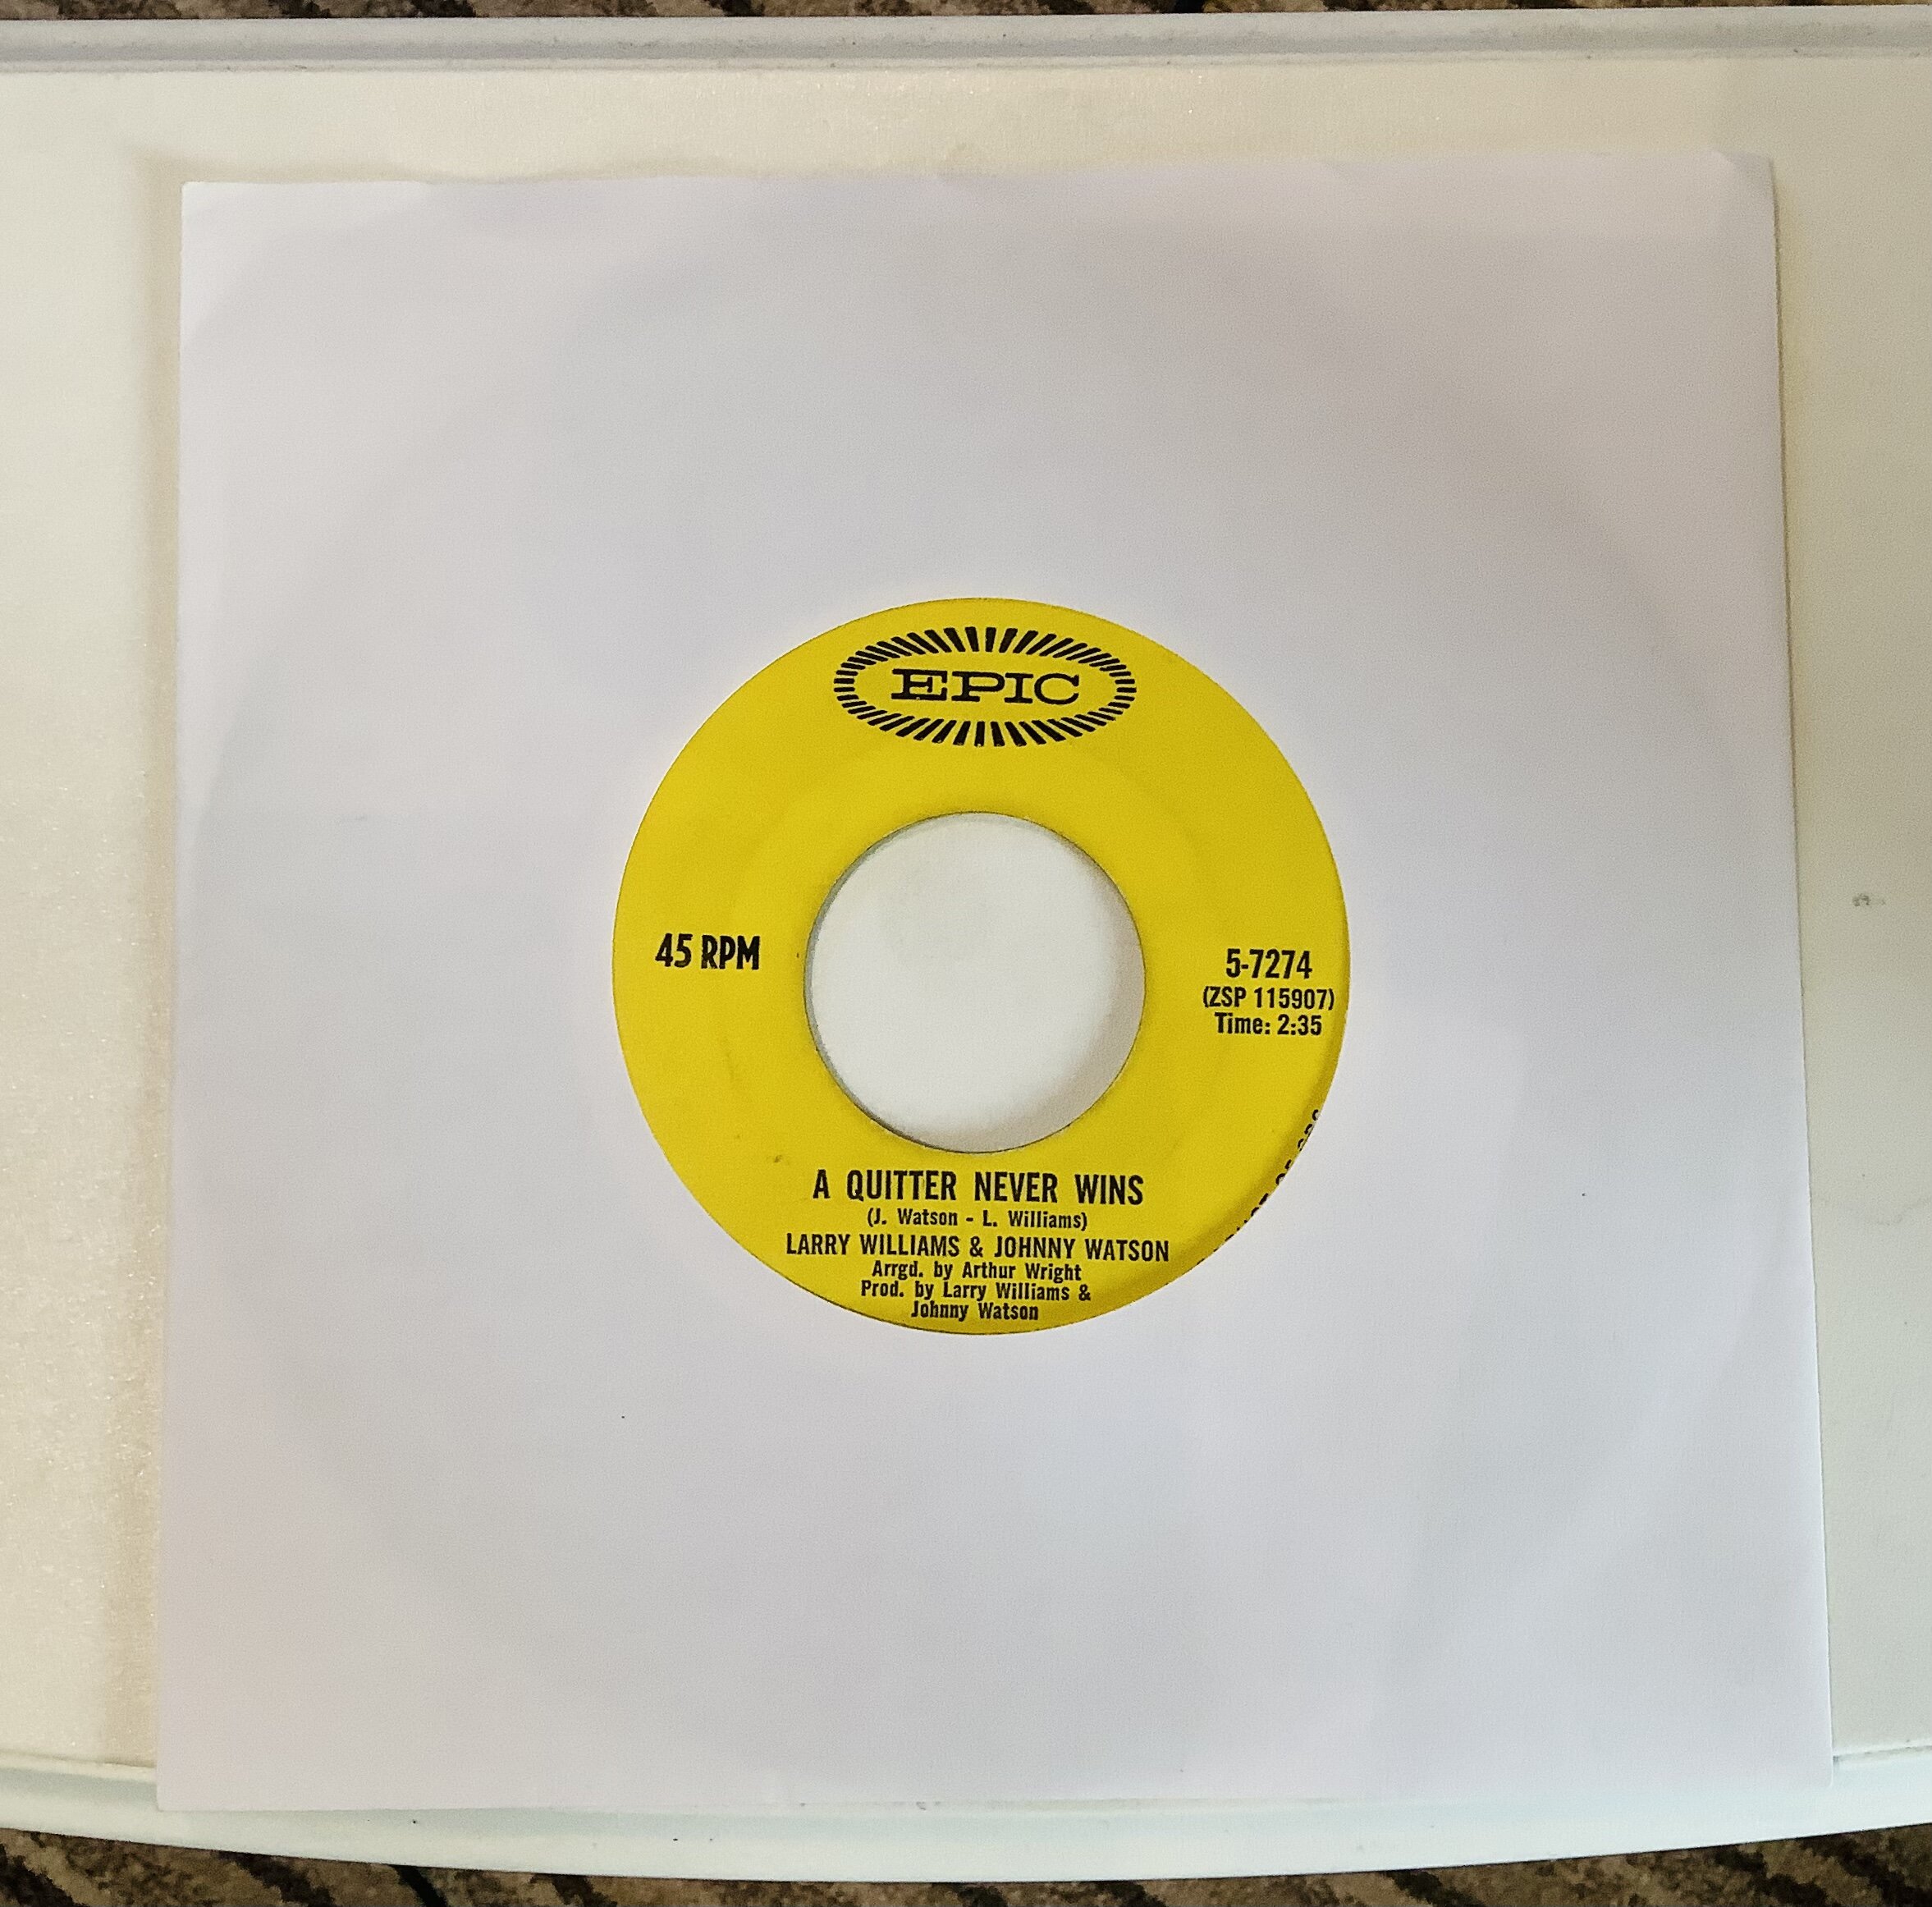 EPIC
45 RPM
5-7274
(ZSP 115907)
Time: 2:35
A QUITTER NEVER WINS
(J. Watson - L. Williams)
LARRY WILLIAMS & JOHNNY WATSON
Arrgd. by Arthur Wright
Prod. by Larry Williams &
Johnny Watson